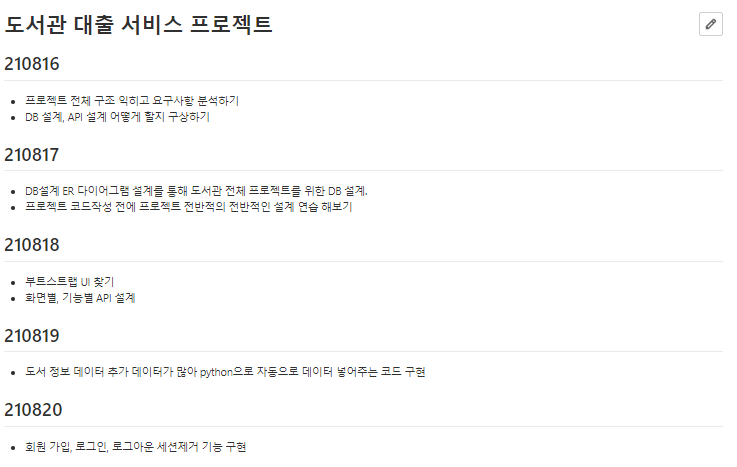 도서관 대출 서비스 프로젝트
210816
프로젝트 전체 구조 익히고 요구사항 분석하기
DB 설계, API 설계 어떻게 할지 구상하기
210817
DB설계 ER 다이어그램 설계를 통해 도서관 전체 프로젝트를 위한 DB 설계.
프로젝트 코드작성 전에 프로젝트 전반적의 전반적인 설계 연습 해보기
210818
부트스트랩 UI 찾기
화면별, 기능별 API 설계
210819
도서 정보 데이터 추가 데이터가 많아 python으로 자동으로 데이터 넣어주는 코드 구현
210820
회원 가입, 로그인, 로그아운 세션제거 기능 구현